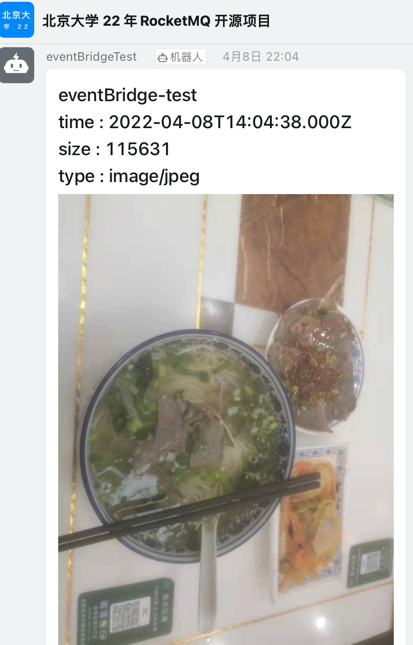 北京大
学 22
北京大学 22 年 RocketMQ 开源项目
eventBridgeTest 机器人 4月8日 22:04
eventBridge-test
time : 2022-04-08T14:04:38.000Z
size : 115631
type : image/jpeg